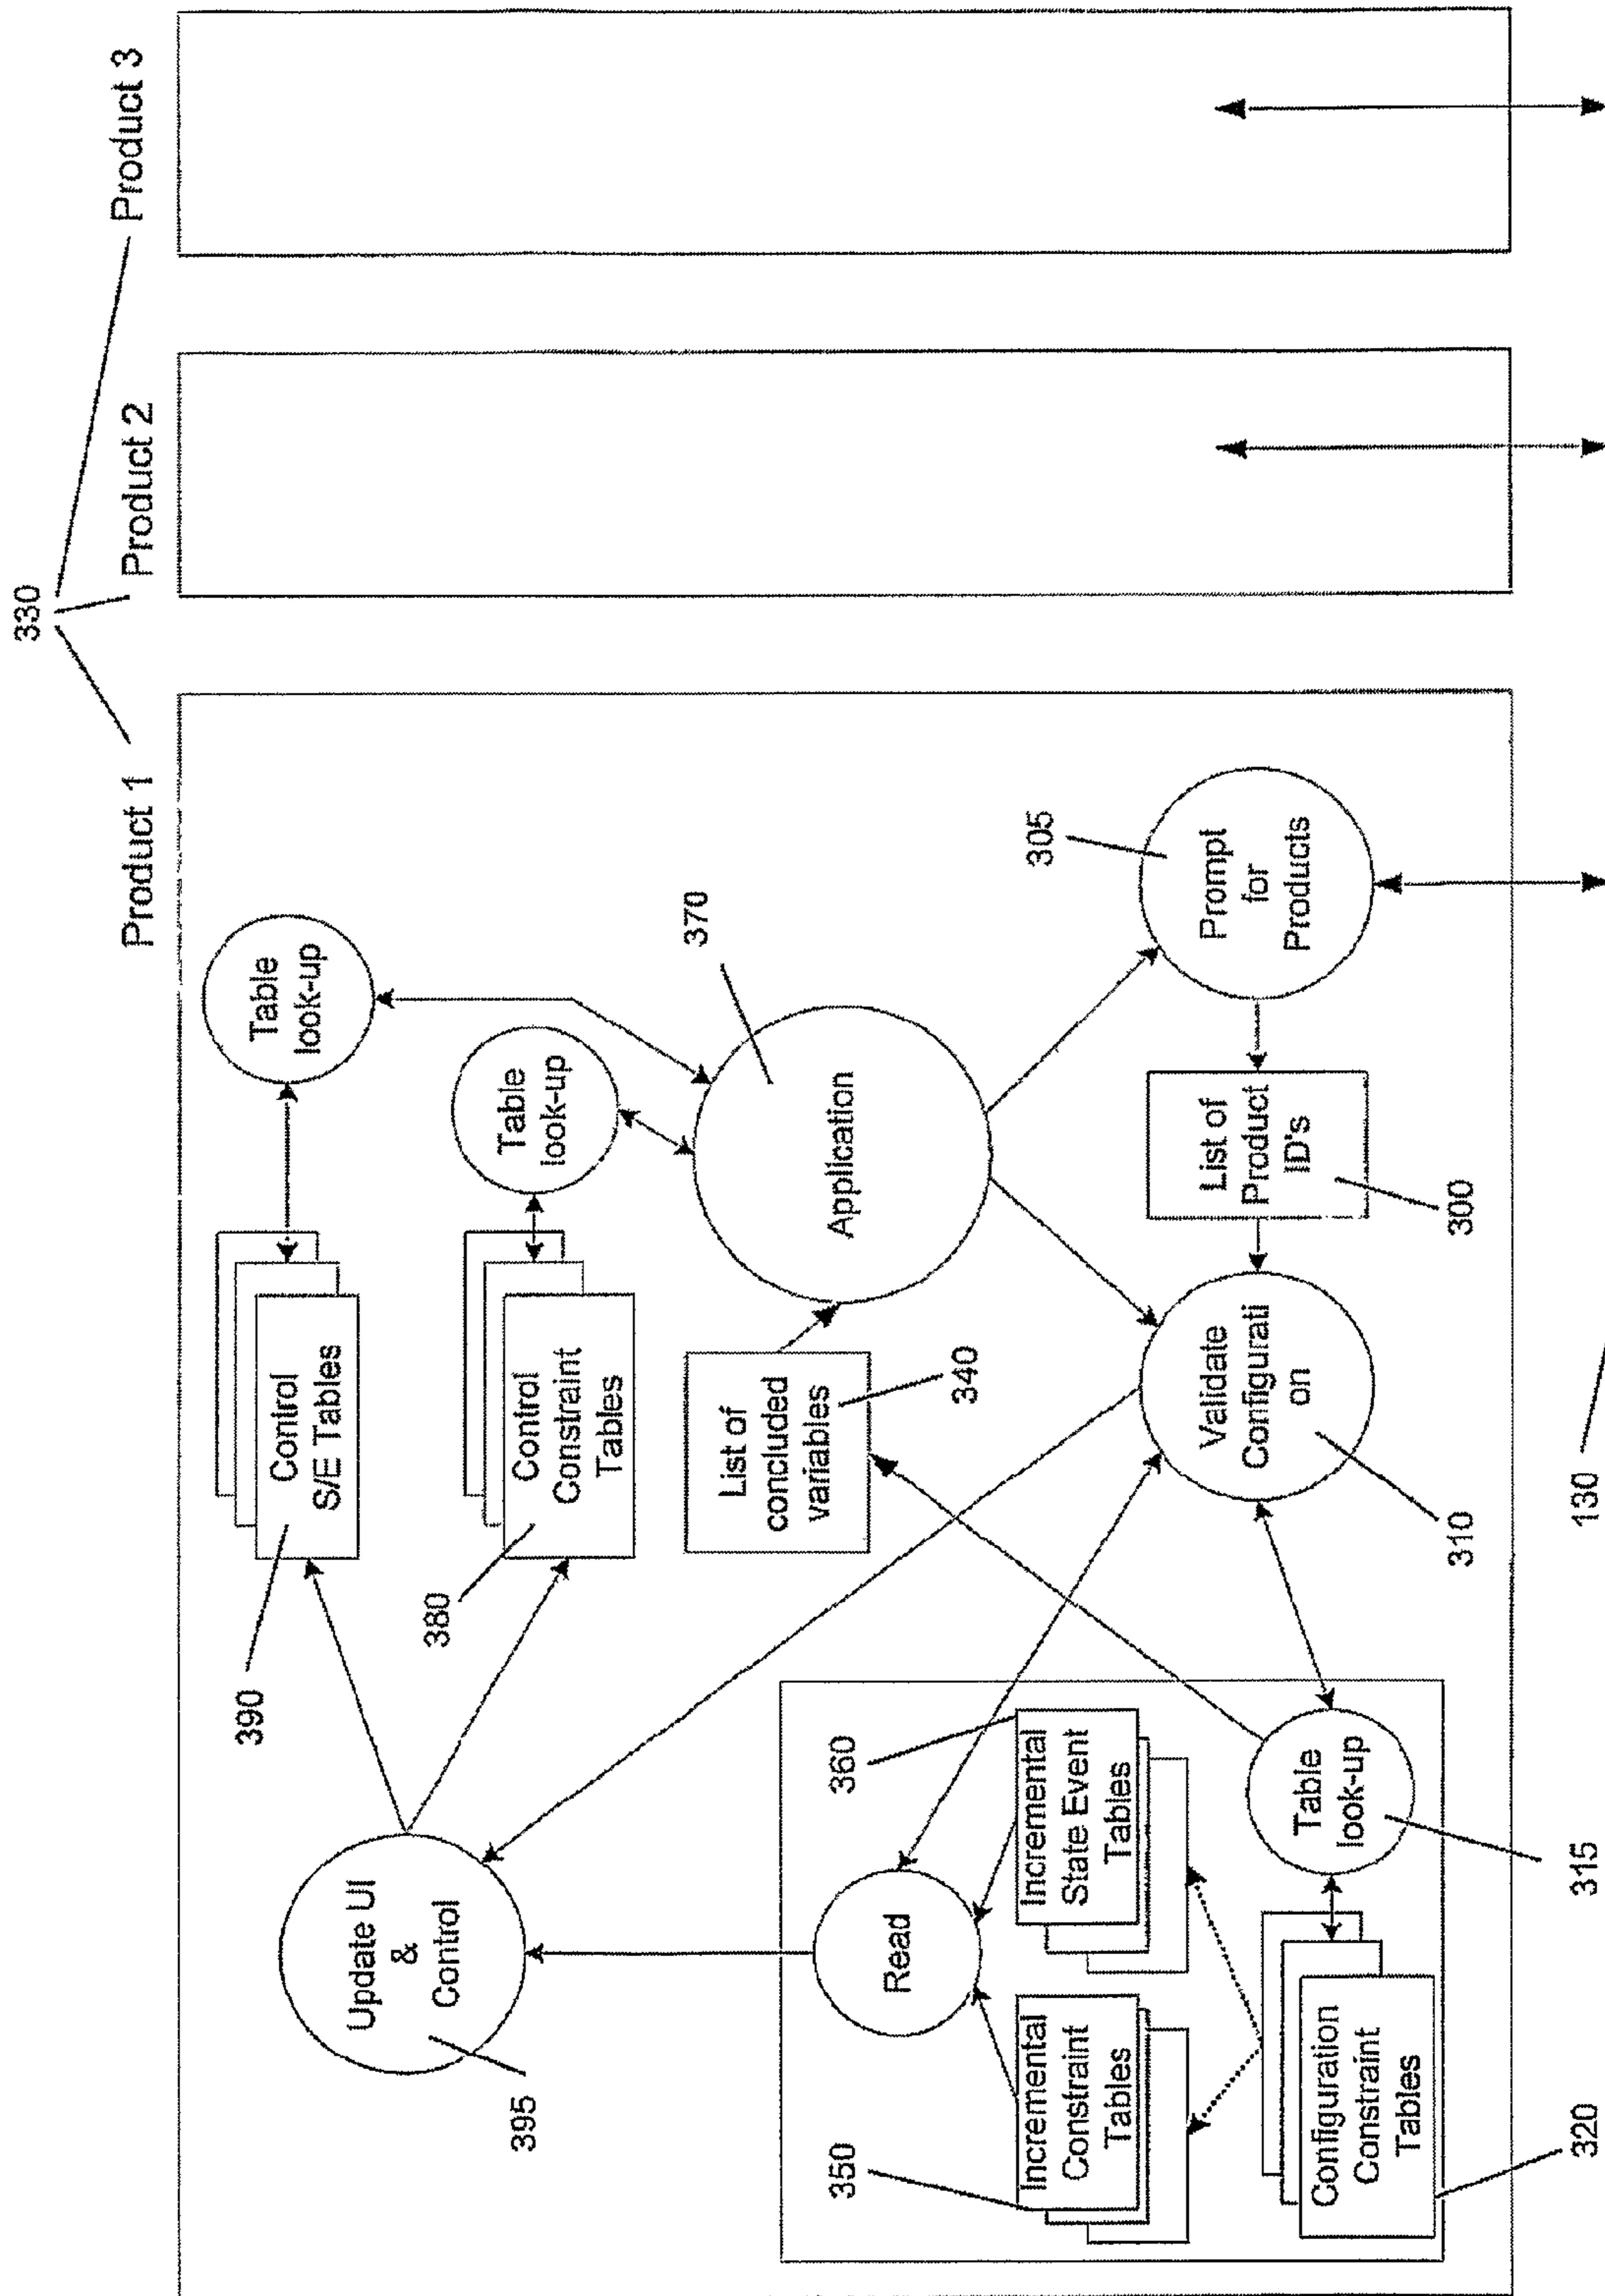 330
Product 1
Product 2
Product 3
Update UI
&
Control
395
390
Control
S/E Tables
Table
look-up
380
Control
Constraint
Tables
Table
look-up
370
Application
List of
concluded
variables
340
Read
350
Incremental
Constraint
Tables
360
Incremental
State Event
Tables
Configuration
Constraint
Tables
320
Table
look-up
315
Validate
Configurati
on
310
List of
Product
ID's
300
Prompt
for
Products
305
130